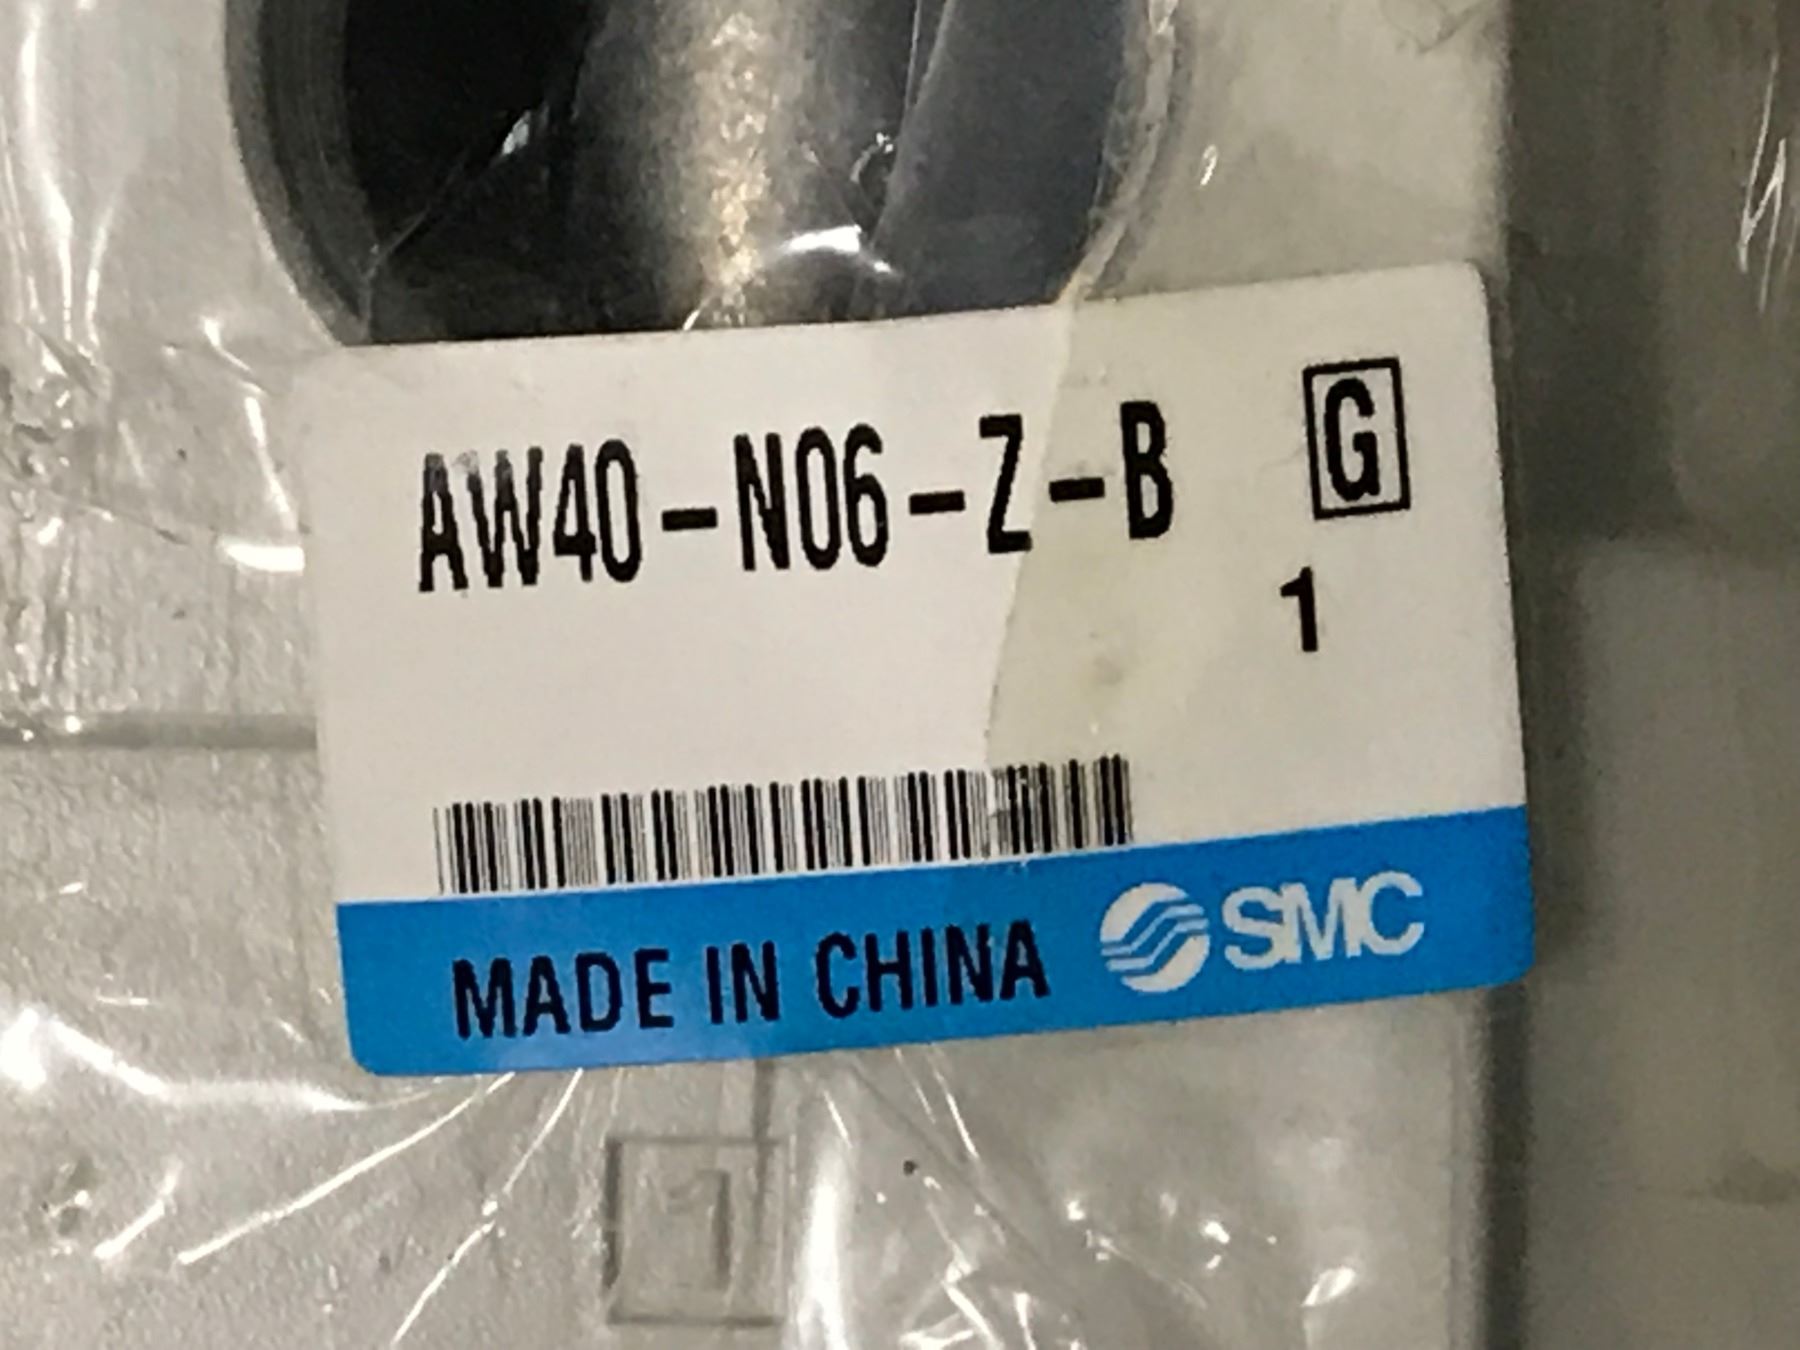 AW40-N06-Z-B G
1
MADE IN CHINA SMC
1